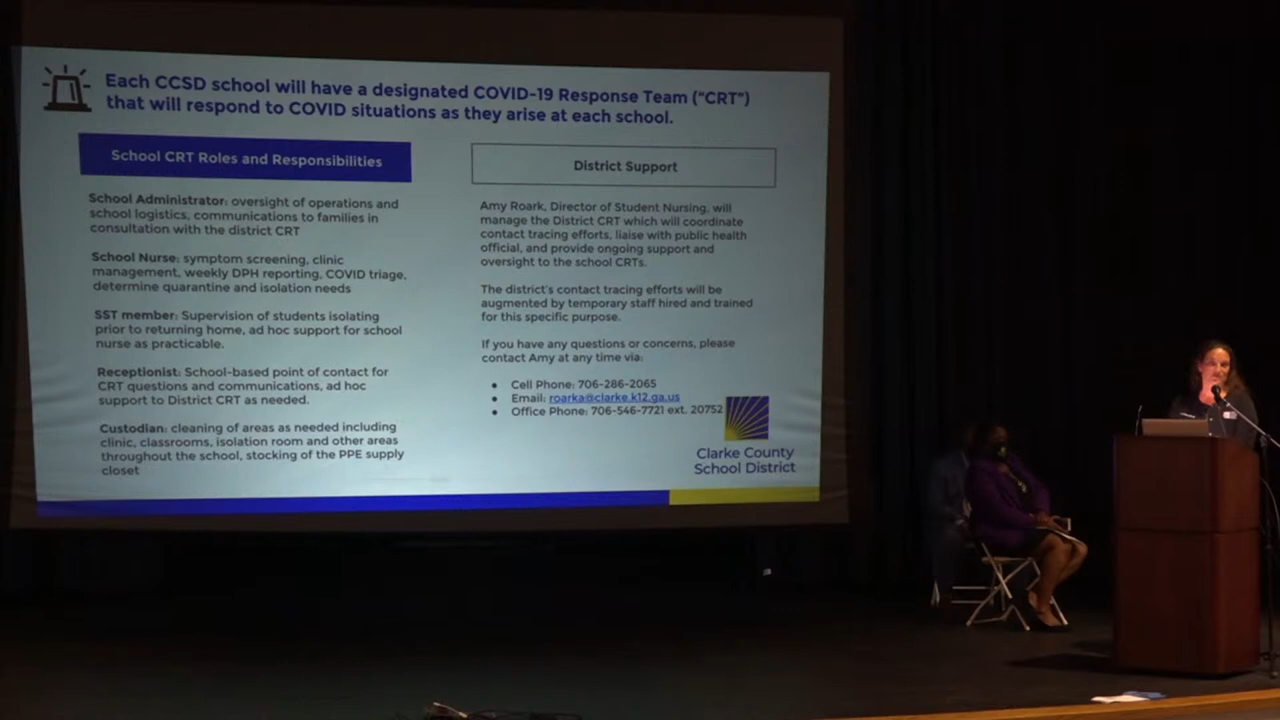 Each CCSD school will have a designated COVID-19 Response Team ("CRT")
that will respond to COVID situations as they arise at each school.
School CRT Roles and Responsibilities
School Administrator: oversight of operations and
school logistics, communications to families in
consultation with the district CRT
School Nurse: symptom screening, clinic
management, weekly DPH reporting, COVID triage,
determine quarantine and isolation needs
SST member: Supervision of students isolating
prior to returning home, ad hoc support for school
nurse as practicable.
Receptionist: School-based point of contact for
CRT questions and communications, ad hoc
support to District CRT as needed.
Custodian: cleaning of areas as needed including
clinic, classrooms, isolation room and other areas
throughout the school, stocking of the PPE supply
closet
District Support
Amy Roark, Director of Student Nursing, will
manage the District CRT which will coordinate
contact tracing efforts, liaise with public health
official, and provide ongoing support and
oversight to the school CRTs.
The district's contact tracing efforts will be
augmented by temporary staff hired and trained
for this specific purpose.
If you have any questions or concerns, please
contact Amy at any time via:
• Cell Phone: 706-286-2065
• Email: roarka@clarke.k12.ga.us
• Office Phone: 706-546-7721 ext. 20752
Clarke County
School District